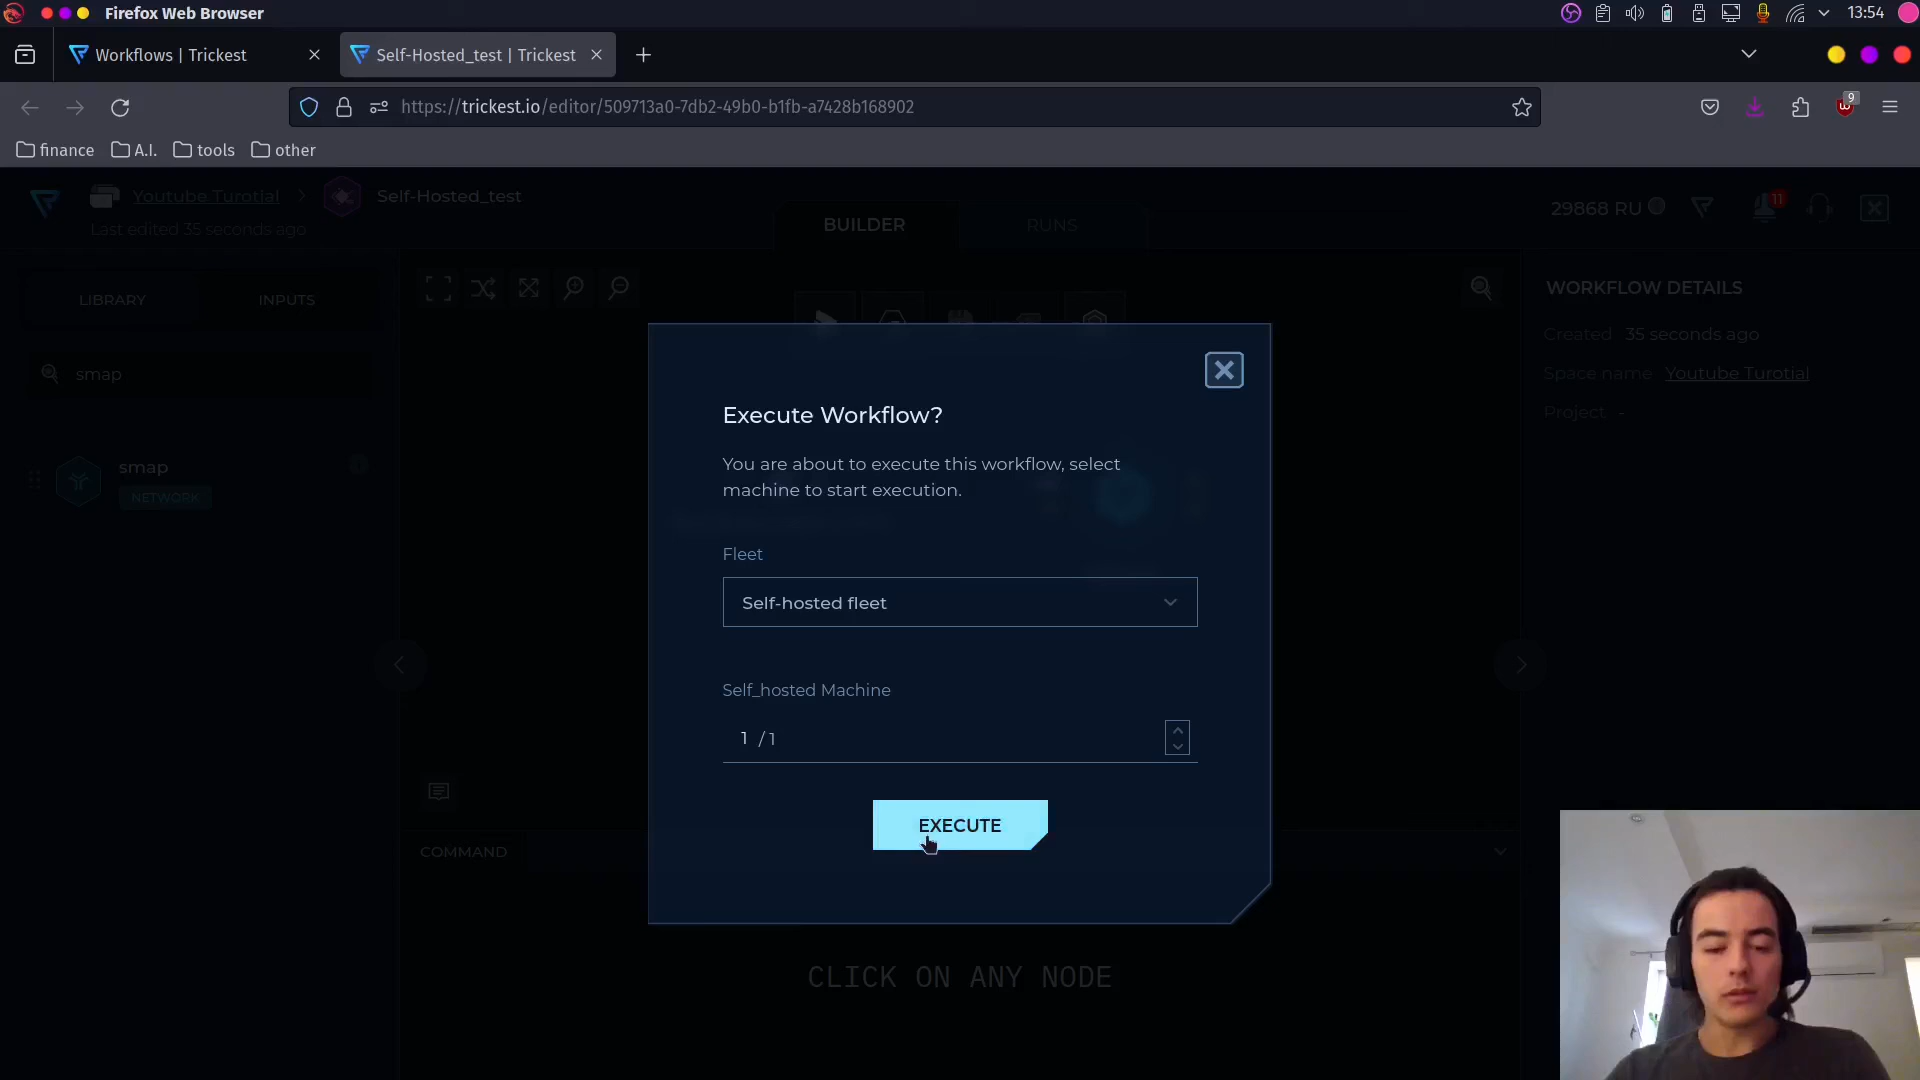 Firefox Web Browser
13:54
Workflows | Trickest
Self-Hosted_test | Trickest
https://trickest.io/editor/509713a0-7db2-49b0-b1fb-a7428b168902
9
finance
A.I.
tools
other
Youtube Turotial
Self-Hosted_test
Last edited 35 seconds ago
BUILDER
RUNS
29868 RU
11
LIBRARY
INPUTS
smap
smap
NETWORK
WORKFLOW DETAILS
Created 35 seconds ago
Space name Youtube Turotial
Project -
Execute Workflow?
You are about to execute this workflow, select
machine to start execution.
Fleet
Self-hosted fleet
Self_hosted Machine
1 / 1
EXECUTE
COMMAND
CLICK ON ANY NODE